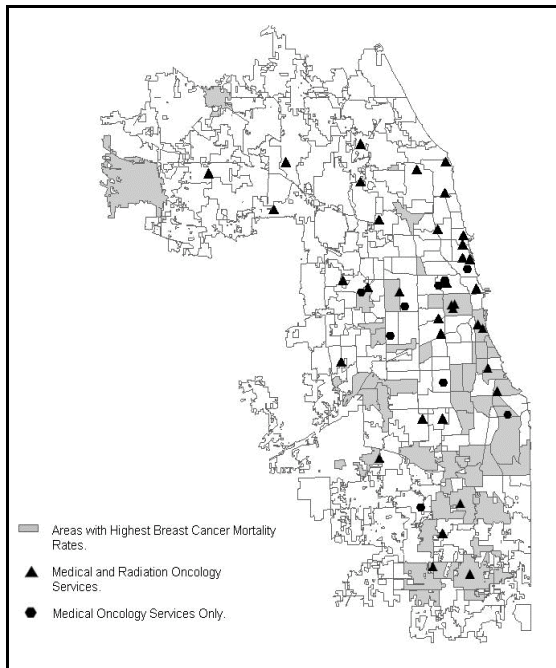 Areas with Highest Breast Cancer Mortality
Rates.
Medical and Radiation Oncology
Services.
Medical Oncology Services Only.